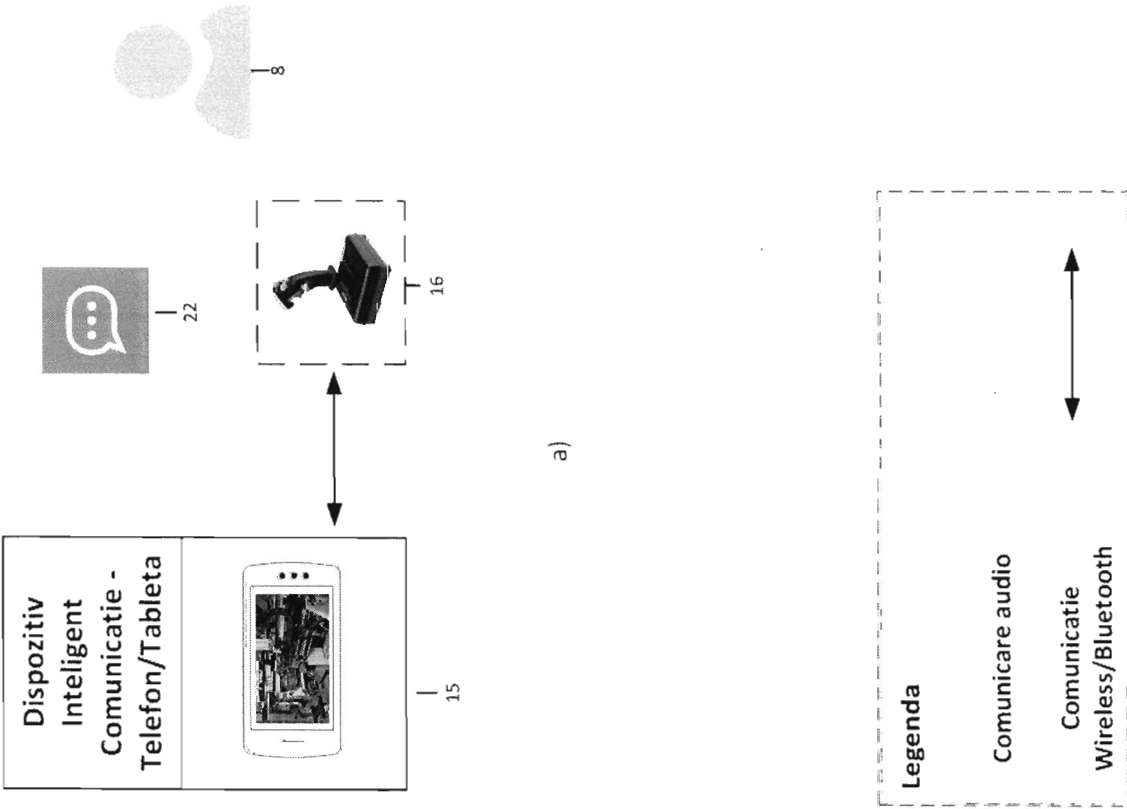 Dispozitiv
Inteligent
Comunicatie -
Telefon/Tableta
15
22
16
8
a)
Legenda
Comunicare audio
Comunicatie
Wireless/Bluetooth